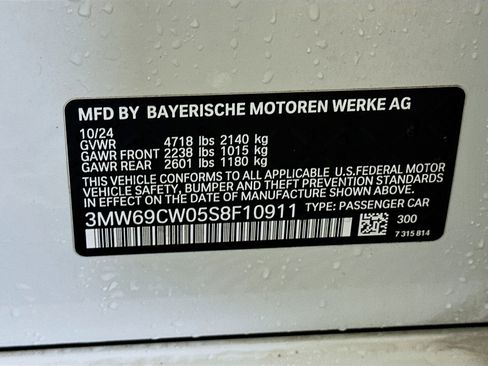 MFD BY BAYERISCHE MOTOREN WERKE AG
10/24
GVWR 4718 lbs 2140 kg
GAWR FRONT 2238 lbs 1015 kg
GAWR REAR 2601 lbs 1180 kg
THIS VEHICLE CONFORMS TO ALL APPLICABLE U.S.FEDERAL MOTOR
VEHICLE SAFETY, BUMPER AND THEFT PREVENTION STANDARDS
IN EFFECT ON THE DATE OF MANUFACTURE SHOWN ABOVE.
3MW69CW05S8F10911 TYPE: PASSENGER CAR
300
7 315 814